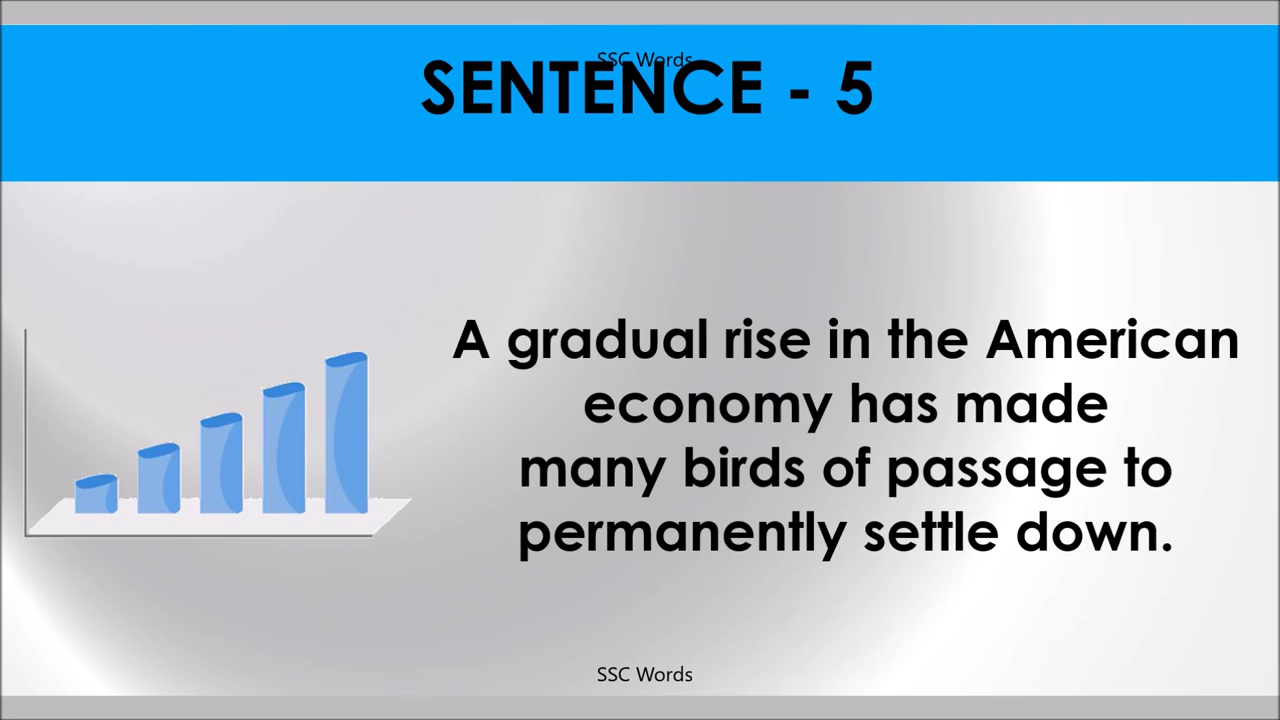 SSC Words
SENTENCE - 5
A gradual rise in the American
economy has made
many birds of passage to
permanently settle down.
SSC Words